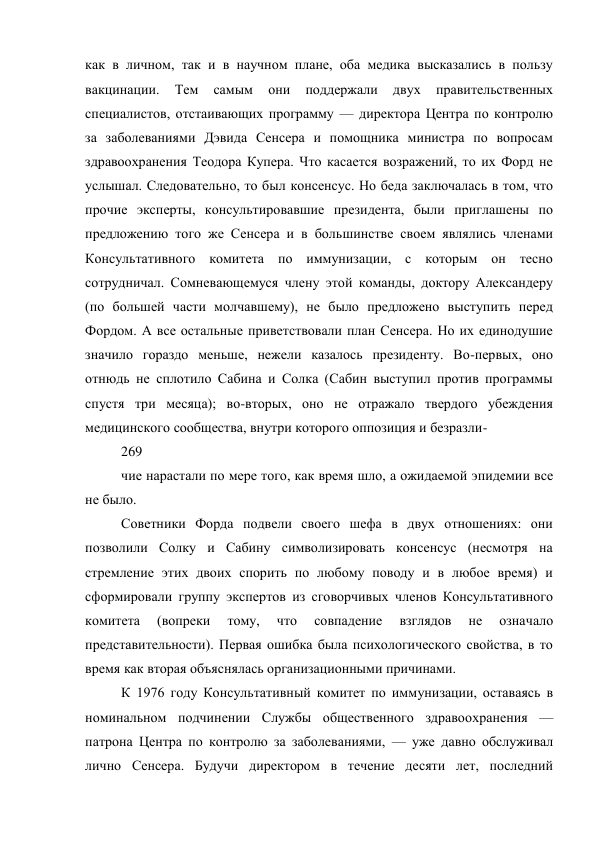 как в личном, так и в научном плане, оба медика высказались в пользу
вакцинации. Тем самым они поддержали двух правительственных
специалистов, отстаивающих программу — директора Центра по контролю
за заболеваниями Дэвида Сенсера и помощника министра по вопросам
здравоохранения Теодора Купера. Что касается возражений, то их Форд не
услышал. Следовательно, то был консенсус. Но беда заключалась в том, что
прочие эксперты, консультировавшие президента, были приглашены по
предложению того же Сенсера и в большинстве своем являлись членами
Консультативного комитета по иммунизации, с которым он тесно
сотрудничал. Сомневающемуся члену этой команды, доктору Александеру
(по большей части молчавшему), не было предложено выступить перед
Фордом. А все остальные приветствовали план Сенсера. Но их единодушие
значило гораздо меньше, нежели казалось президенту. Во-первых, оно
отнюдь не сплотило Сабина и Солка (Сабин выступил против программы
спустя три месяца); во-вторых, оно не отражало твердого убеждения
медицинского сообщества, внутри которого оппозиция и безразли-
269
чие нарастали по мере того, как время шло, а ожидаемой эпидемии все
не было.
Советники Форда подвели своего шефа в двух отношениях: они
позволили Солку и Сабину символизировать консенсус (несмотря на
стремление этих двоих спорить по любому поводу и в любое время) и
сформировали группу экспертов из сговорчивых членов Консультативного
комитета (вопреки тому, что совпадение взглядов не означало
представительности). Первая ошибка была психологического свойства, в то
время как вторая объяснялась организационными причинами.
К 1976 году Консультативный комитет по иммунизации, оставаясь в
номинальном подчинении Службы общественного здравоохранения —
патрона Центра по контролю за заболеваниями, — уже давно обслуживал
лично Сенсера. Будучи директором в течение десяти лет, последний